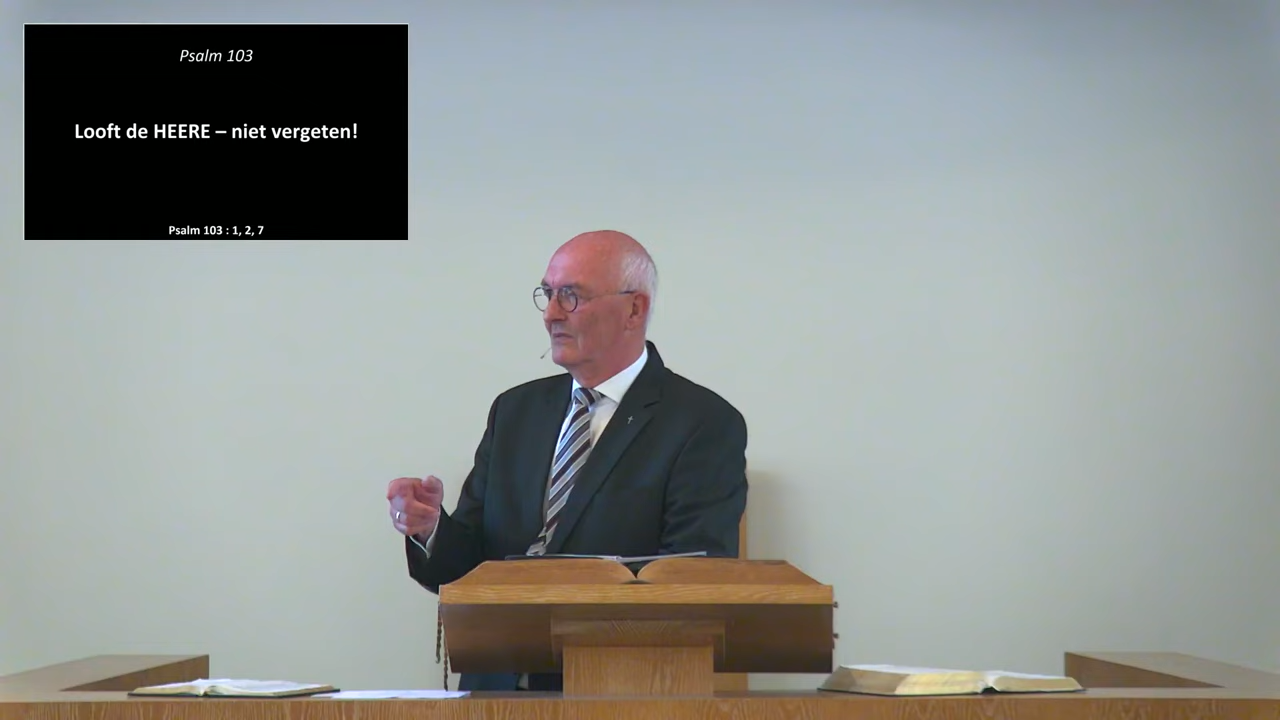 Psalm 103
Looft de HEERE – niet vergeten!
Psalm 103 : 1, 2, 7